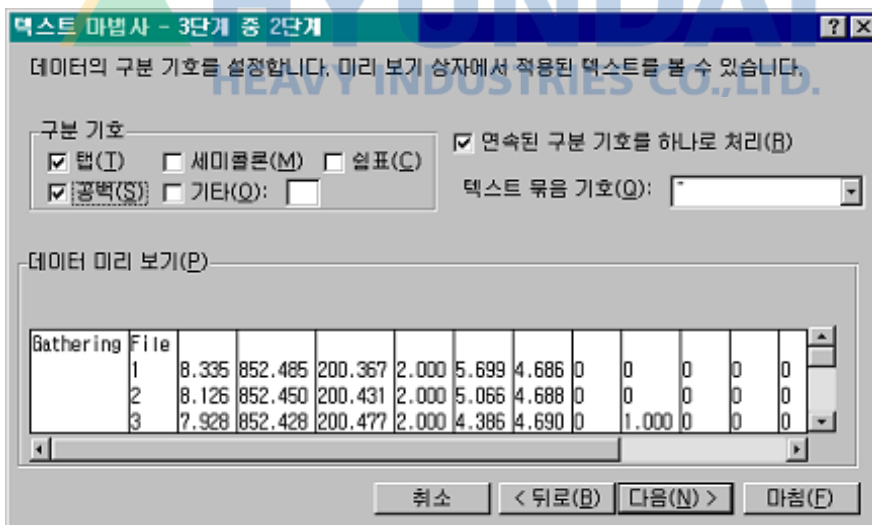 HYUNDAI
텍스트 마법사 - 3단계 중 2단계
데이터의 구분 기호를 설정합니다. 미리 보기 상자에서 적용된 텍스트를 볼 수 있습니다.
HEAVY INDUSTRIES CO.,LTD.
구분 기호
탭(T) 세미콜론(M) 쉼표(C)
공백(S) 기타(O):
연속된 구분 기호를 하나로 처리(R)
텍스트 묶음 기호(Q): "
데이터 미리 보기(P)
Gathering File
1 8.335 852.485 200.367 2.000 5.699 4.686 0 0 0 0 0
2 8.126 852.450 200.431 2.000 5.066 4.688 0 0 0 0 0
3 7.928 852.428 200.477 2.000 4.386 4.690 0 1.000 0 0 0
취소 < 뒤로(B) 다음(N) > 마침(F)